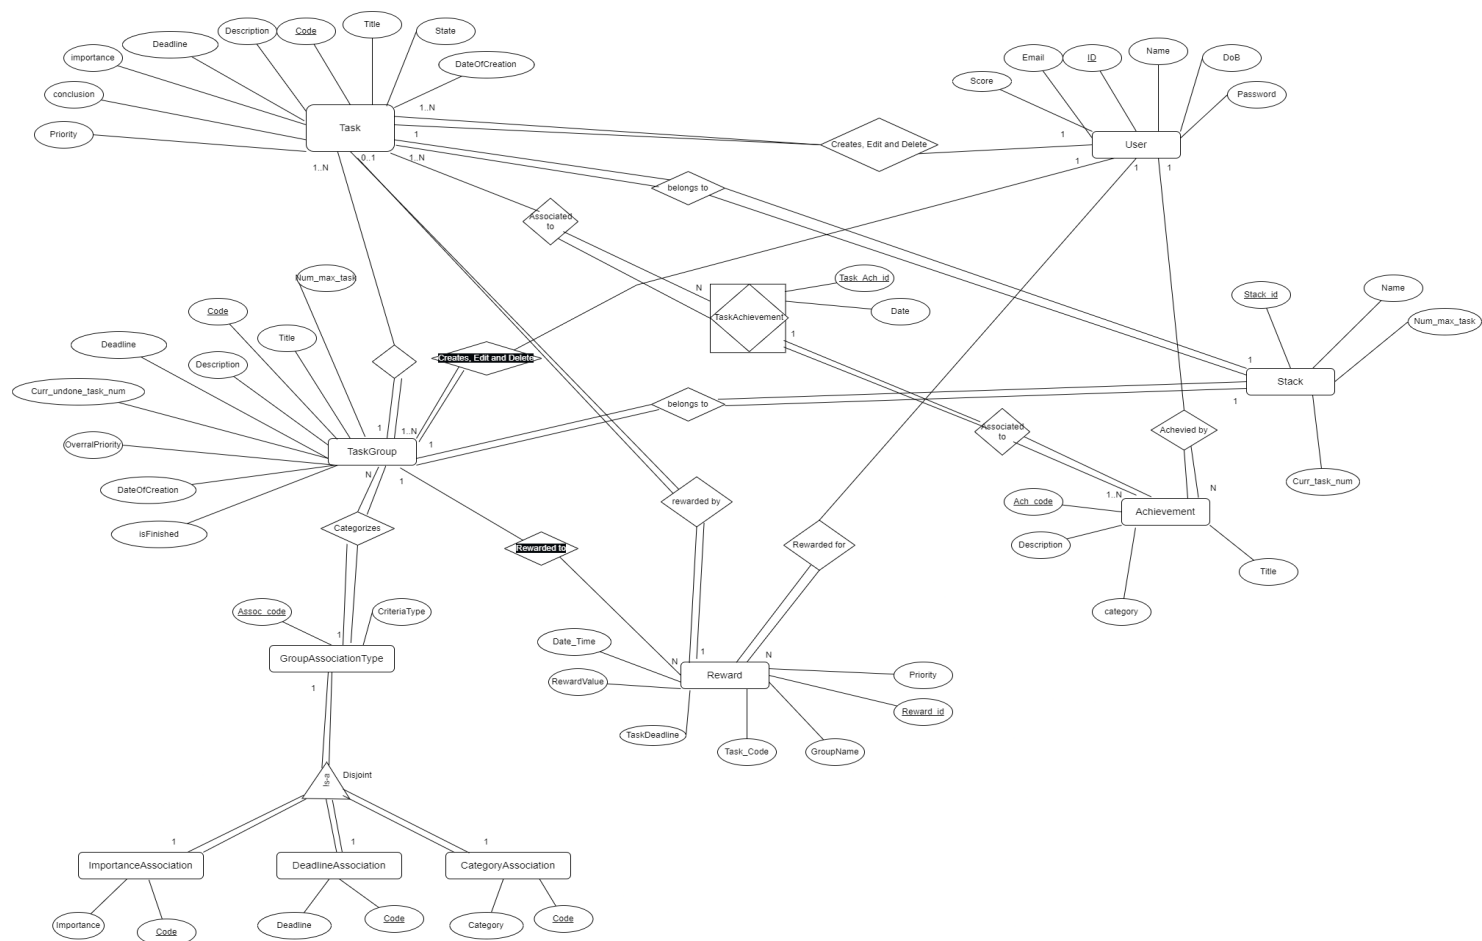 Title
Description
Code
State
Deadline
importance
DateOfCreation
conclusion
Priority
Task
1..N
1
1..N
0..1
1..N
Creates, Edit and Delete
Score
Email
ID
Name
DoB
Password
1
User
1
1
1
belongs to
Associated
to
N
TaskAchievement
Task_Ach_id
Date
1
Stack_id
Name
Num_max_task
1
Stack
1
Curr_task_num
Num_max_task
Code
Title
Deadline
Description
Curr_undone_task_num
OverralPriority
DateOfCreation
isFinished
Creates, Edit and Delete
1
1..N
1
TaskGroup
N
1
belongs to
Associated
to
Achevied by
1..N
N
Ach_code
Achievement
Description
Title
category
Categorizes
rewarded by
Rewarded to
Rewarded for
Assoc_code
CriteriaType
1
GroupAssociationType
1
Date_Time
N
1
N
RewardValue
Reward
Priority
Reward_id
TaskDeadline
Task_Code
GroupName
Is-a
Disjoint
1
1
1
ImportanceAssociation
DeadlineAssociation
CategoryAssociation
Importance
Code
Deadline
Code
Category
Code